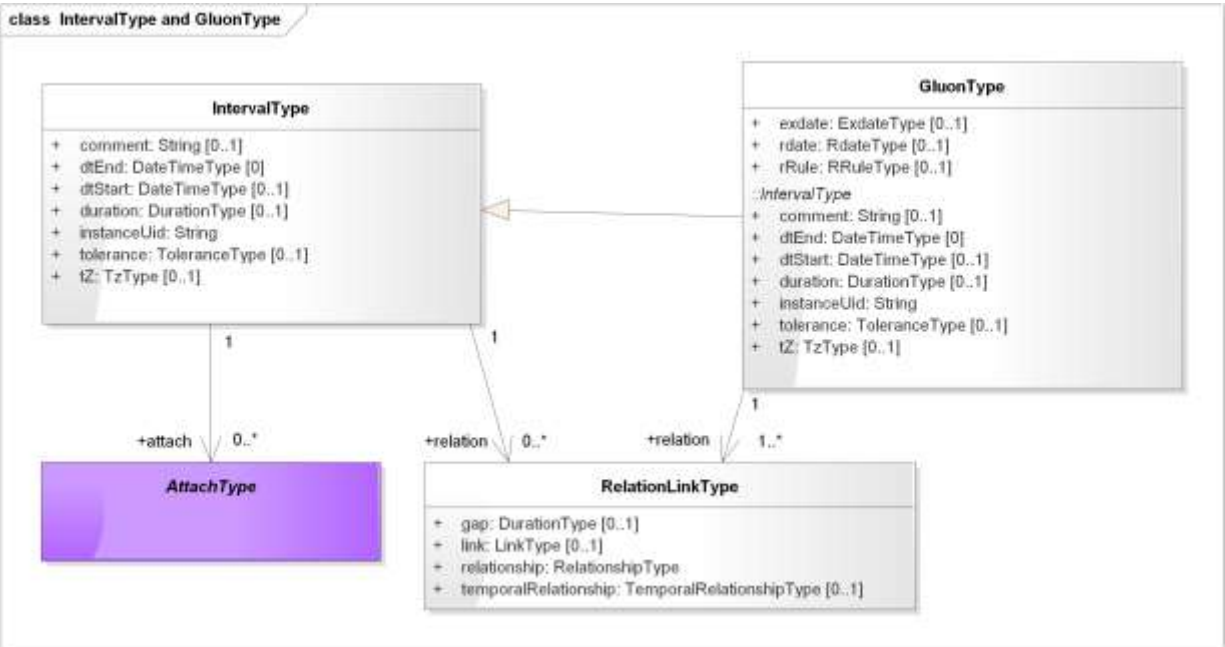 class IntervalType and GluonType
IntervalType
+ comment: String [0..1]
+ dtEnd: DateTimeType [0]
+ dtStart: DateTimeType [0..1]
+ duration: DurationType [0..1]
+ instanceUid: String
+ tolerance: ToleranceType [0..1]
+ tZ: TzType [0..1]
GluonType
+ exdate: ExdateType [0..1]
+ rdate: RdateType [0..1]
+ rRule: RRuleType [0..1]
::IntervalType
+ comment: String [0..1]
+ dtEnd: DateTimeType [0]
+ dtStart: DateTimeType [0..1]
+ duration: DurationType [0..1]
+ instanceUid: String
+ tolerance: ToleranceType [0..1]
+ tZ: TzType [0..1]
1
1
1
+attach 0..*
+relation 0..*
+relation 1..*
AttachType
RelationLinkType
+ gap: DurationType [0..1]
+ link: LinkType [0..1]
+ relationship: RelationshipType
+ temporalRelationship: TemporalRelationshipType [0..1]